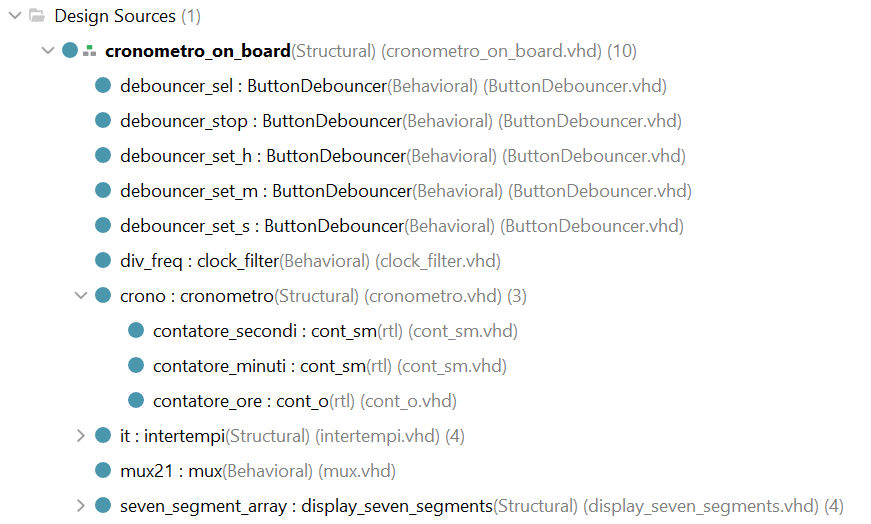 Design Sources (1)
cronometro_on_board(Structural) (cronometro_on_board.vhd) (10)
debouncer_sel : ButtonDebouncer(Behavioral) (ButtonDebouncer.vhd)
debouncer_stop : ButtonDebouncer(Behavioral) (ButtonDebouncer.vhd)
debouncer_set_h : ButtonDebouncer(Behavioral) (ButtonDebouncer.vhd)
debouncer_set_m : ButtonDebouncer(Behavioral) (ButtonDebouncer.vhd)
debouncer_set_s : ButtonDebouncer(Behavioral) (ButtonDebouncer.vhd)
div_freq : clock_filter(Behavioral) (clock_filter.vhd)
crono : cronometro(Structural) (cronometro.vhd) (3)
contatore_secondi : cont_sm(rtl) (cont_sm.vhd)
contatore_minuti : cont_sm(rtl) (cont_sm.vhd)
contatore_ore : cont_o(rtl) (cont_o.vhd)
it : intertempi(Structural) (intertempi.vhd) (4)
mux21 : mux(Behavioral) (mux.vhd)
seven_segment_array : display_seven_segments(Structural) (display_seven_segments.vhd) (4)